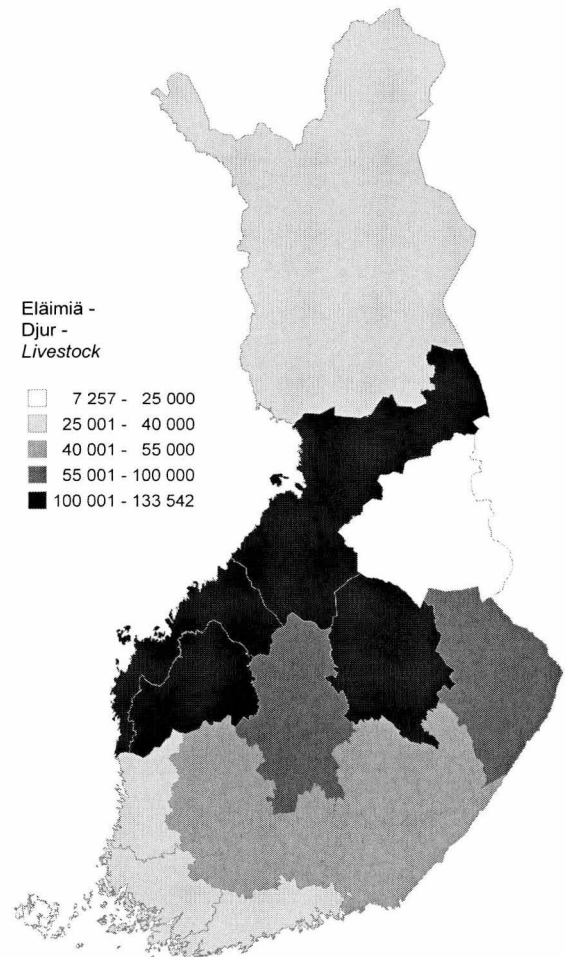 Eläimiä -
Djur -
Livestock
7 257 - 25 000
25 001 - 40 000
40 001 - 55 000
55 001 - 100 000
100 001 - 133 542